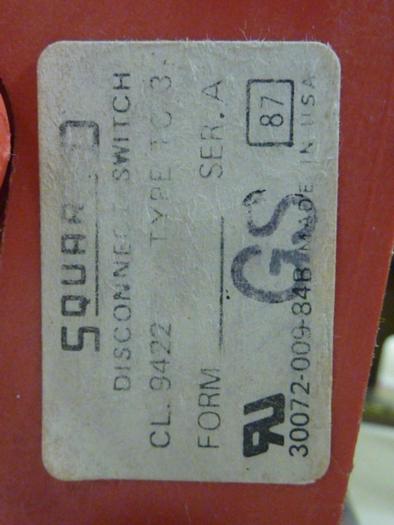 SQUARE D
DISCONNECT SWITCH
CL. 9422 TYPE TC 3
FORM SER. A
GS
87
30072-009-84B MADE IN USA